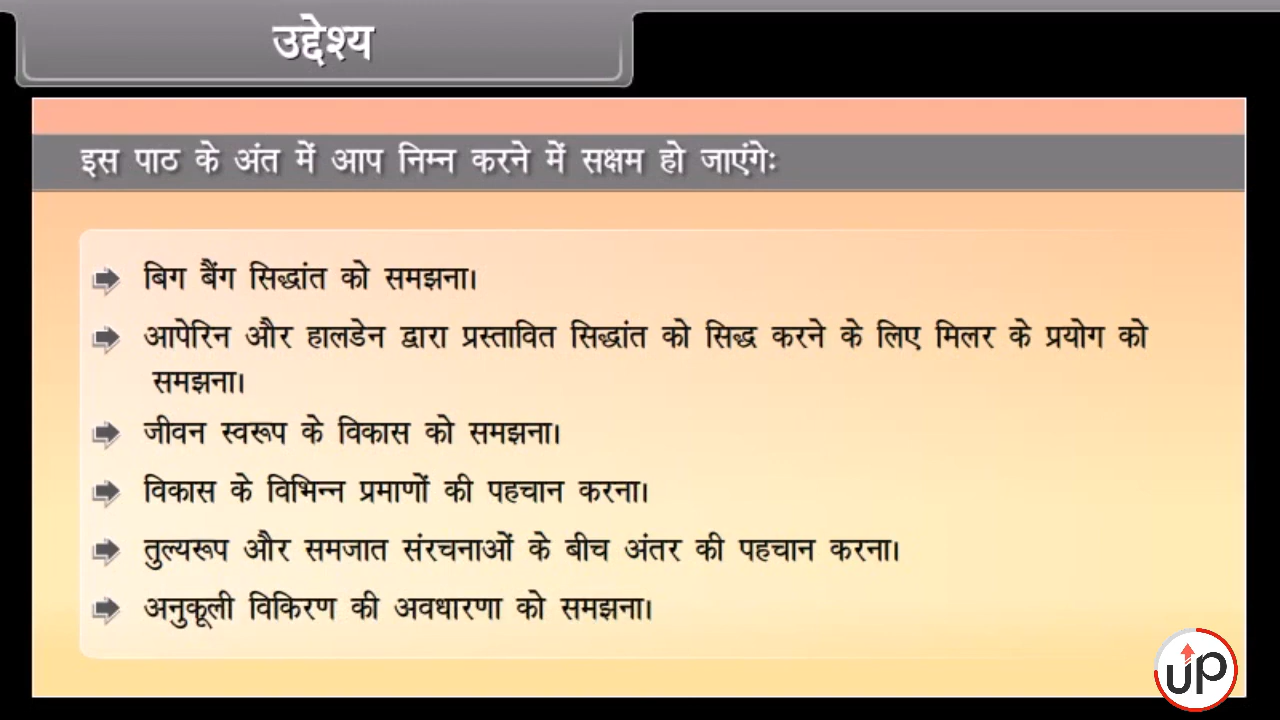 उद्देश्य
इस पाठ के अंत में आप निम्न करने में सक्षम हो जाएंगेः
बिग बैंग सिद्धांत को समझना।
आपेरिन और हालडेन द्वारा प्रस्तावित सिद्धांत को सिद्ध करने के लिए मिलर के प्रयोग को
समझना।
जीवन स्वरूप के विकास को समझना।
विकास के विभिन्न प्रमाणों की पहचान करना।
तुल्यरूप और समजात संरचनाओं के बीच अंतर की पहचान करना।
अनुकूली विकिरण की अवधारणा को समझना।
UP